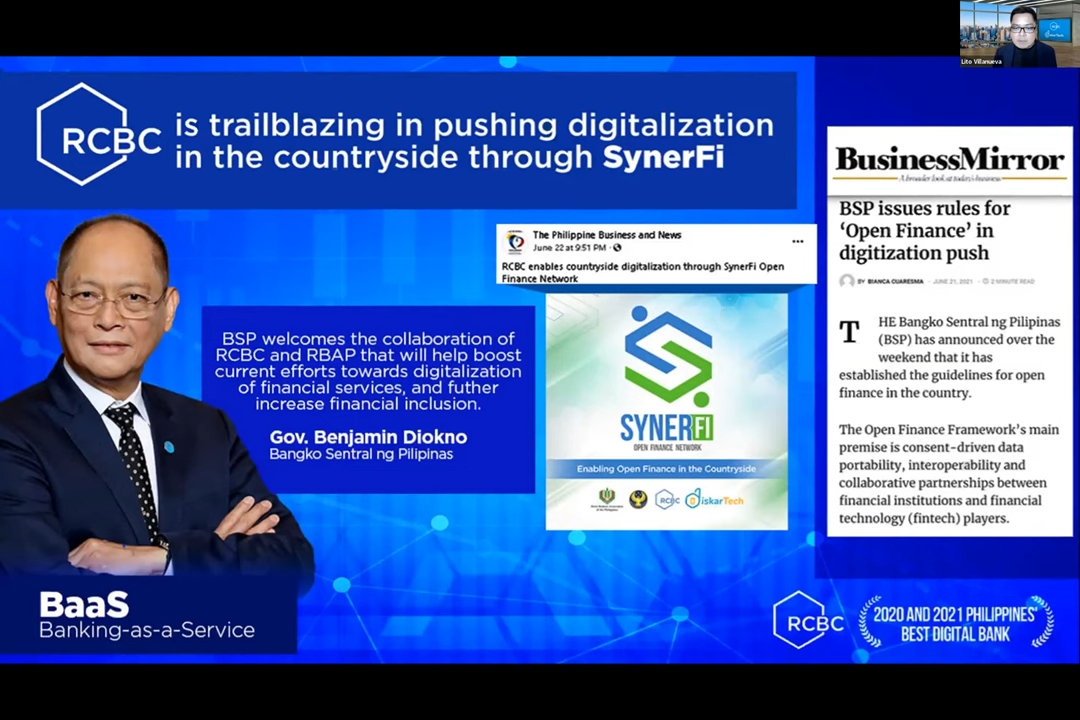 Lito Villanueva
RCBC
is trailblazing in pushing digitalization
in the countryside through SynerFi
BSP welcomes the collaboration of
RCBC and RBAP that will help boost
current efforts towards digitalization
of financial services, and futher
increase financial inclusion.
Gov. Benjamin Diokno
Bangko Sentral ng Pilipinas
BaaS
Banking-as-a-Service
The Philippine Business and News
June 22 at 9:51 PM ·
RCBC enables countryside digitalization through SynerFi Open
Finance Network
SYNERFI
OPEN FINANCE NETWORK
Enabling Open Finance in the Countryside
RCBC
DiskarTech
BusinessMirror
A broader look at today's business
BSP issues rules for
‘Open Finance’ in
digitization push
BY BIANCA CUARESMA · JUNE 21, 2021 · 2 MINUTE READ
THE Bangko Sentral ng Pilipinas
(BSP) has announced over the
weekend that it has
established the guidelines for open
finance in the country.
The Open Finance Framework’s main
premise is consent-driven data
portability, interoperability and
collaborative partnerships between
financial institutions and financial
technology (fintech) players.
RCBC
2020 AND 2021 PHILIPPINES'
BEST DIGITAL BANK